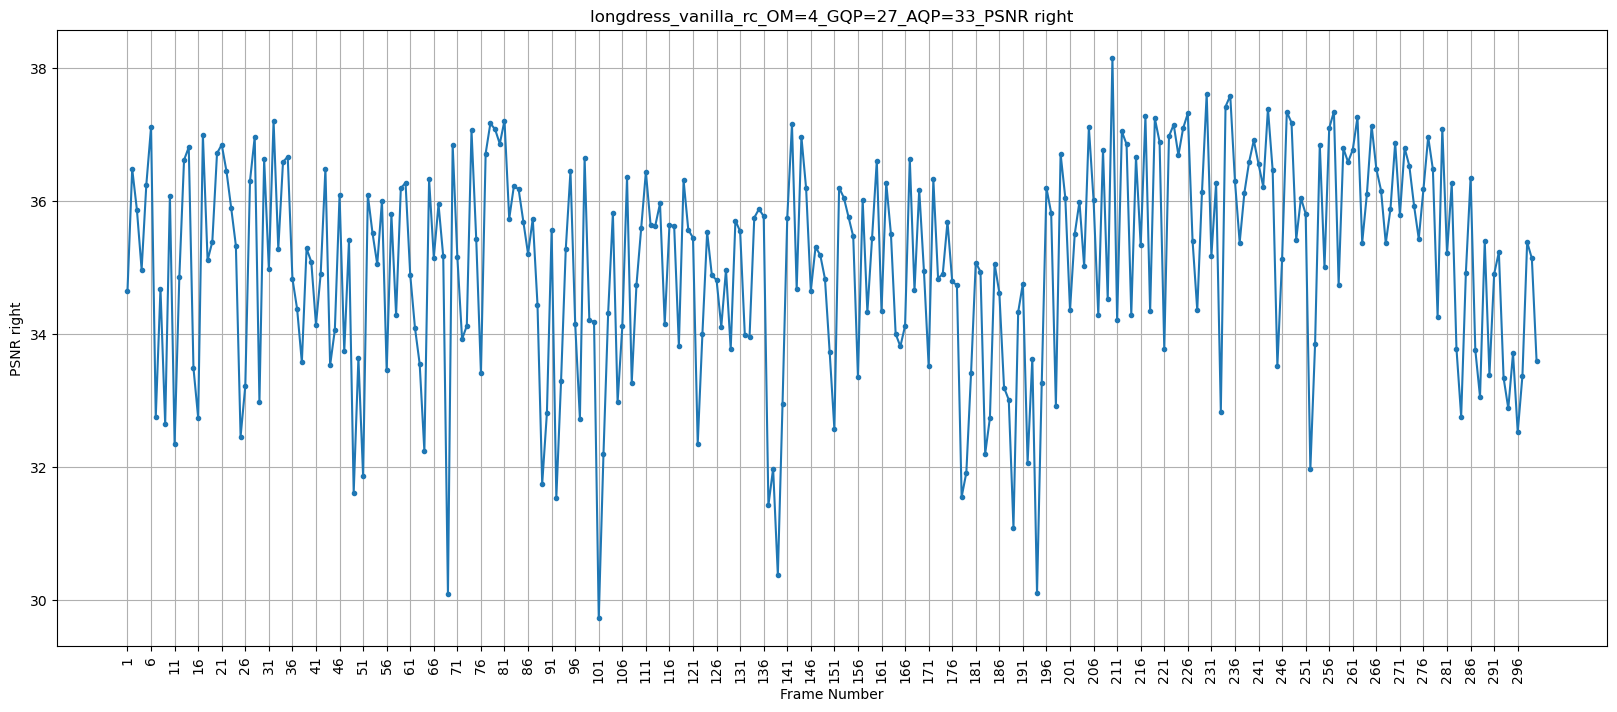 longdress_vanilla_rc_OM=4_GQP=27_AQP=33_PSNR right
38
36
34
32
30
PSNR right
1 6 11 16 21 26 31 36 41 46 51 56 61 66 71 76 81 86 91 96 101 106 111 116 121 126 131 136 141 146 151 156 161 166 171 176 181 186 191 196 201 206 211 216 221 226 231 236 241 246 251 256 261 266 271 276 281 286 291 296
Frame Number